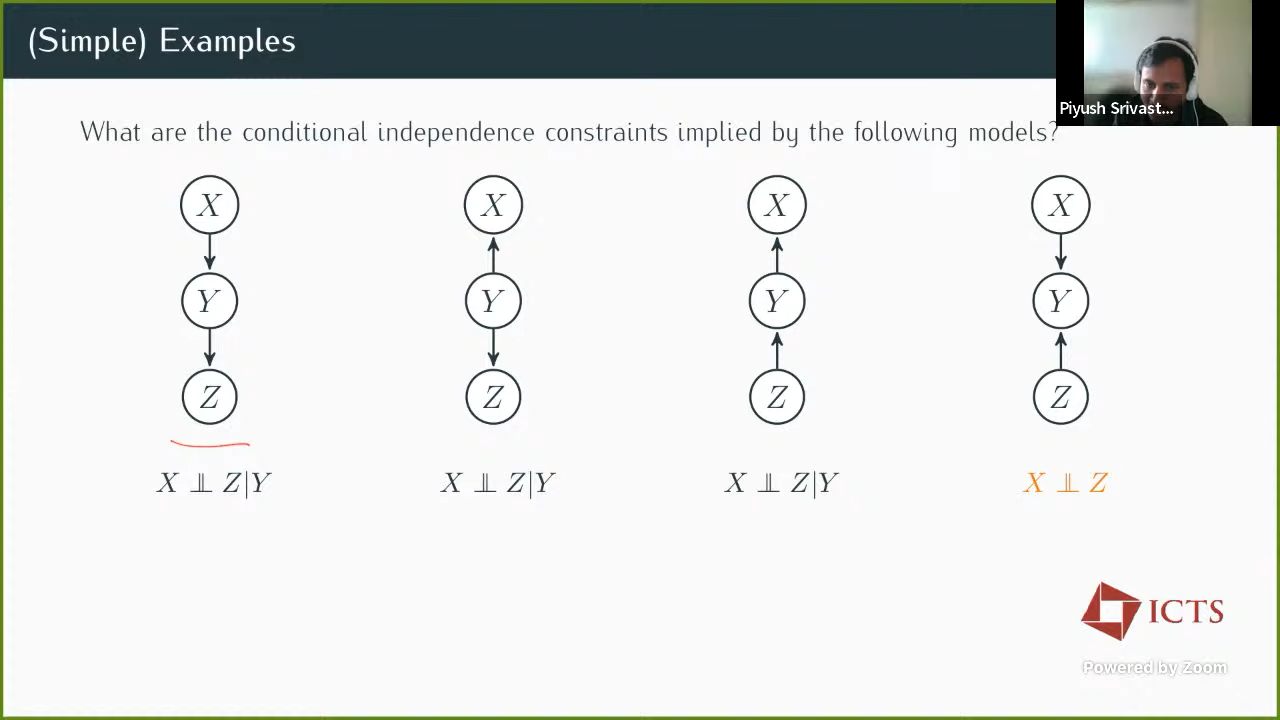 (Simple) Examples
Piyush Srivast...
What are the conditional independence constraints implied by the following models?
X X X X
Y Y Y Y
Z Z Z Z
X ⫫ Z|Y X ⫫ Z|Y X ⫫ Z|Y X ⫫ Z
ICTS
Powered by Zoom